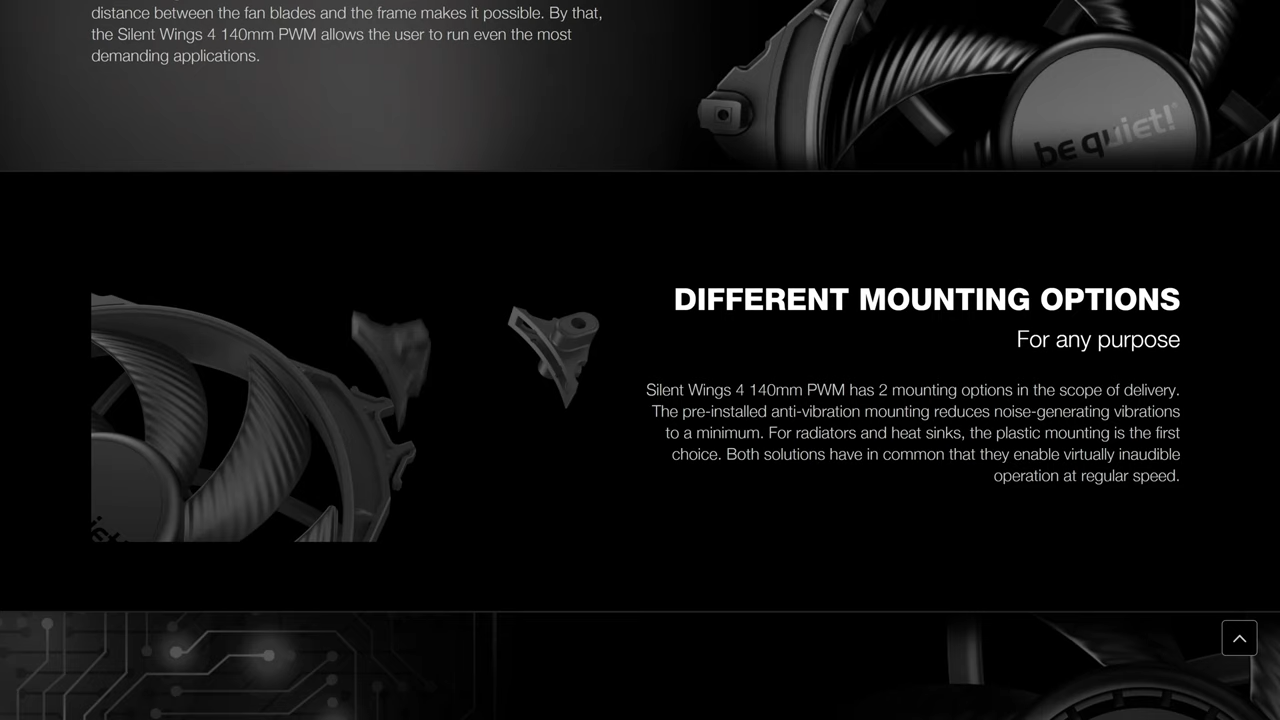 distance between the fan blades and the frame makes it possible. By that,
the Silent Wings 4 140mm PWM allows the user to run even the most
demanding applications.
be quiet!
DIFFERENT MOUNTING OPTIONS
For any purpose
Silent Wings 4 140mm PWM has 2 mounting options in the scope of delivery.
The pre-installed anti-vibration mounting reduces noise-generating vibrations
to a minimum. For radiators and heat sinks, the plastic mounting is the first
choice. Both solutions have in common that they enable virtually inaudible
operation at regular speed.